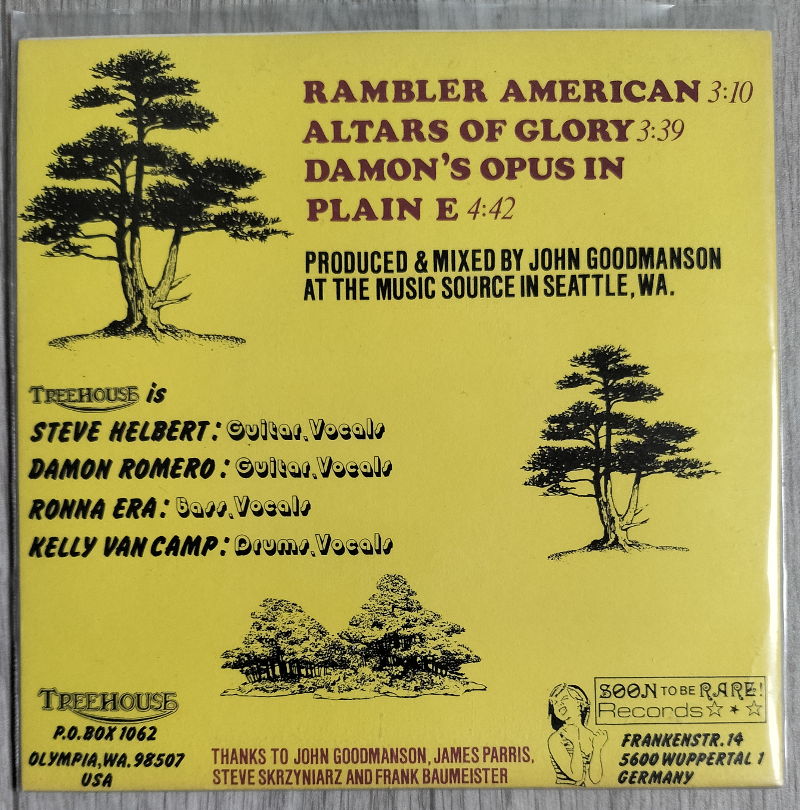 RAMBLER AMERICAN 3:10
ALTARS OF GLORY 3:39
DAMON'S OPUS IN
PLAIN E 4:42
PRODUCED & MIXED BY JOHN GOODMANSON
AT THE MUSIC SOURCE IN SEATTLE, WA.
TREEHOUSE is
STEVE HELBERT: Guitar, Vocals
DAMON ROMERO: Guitar, Vocals
RONNA ERA: Bass, Vocals
KELLY VAN CAMP: Drums, Vocals
TREEHOUSE
P.O. BOX 1062
OLYMPIA, WA. 98507
USA
THANKS TO JOHN GOODMANSON, JAMES PARRIS,
STEVE SKRZYNIARZ AND FRANK BAUMEISTER
SOON TO BE RARE!
Records
FRANKENSTR. 14
5600 WUPPERTAL 1
GERMANY